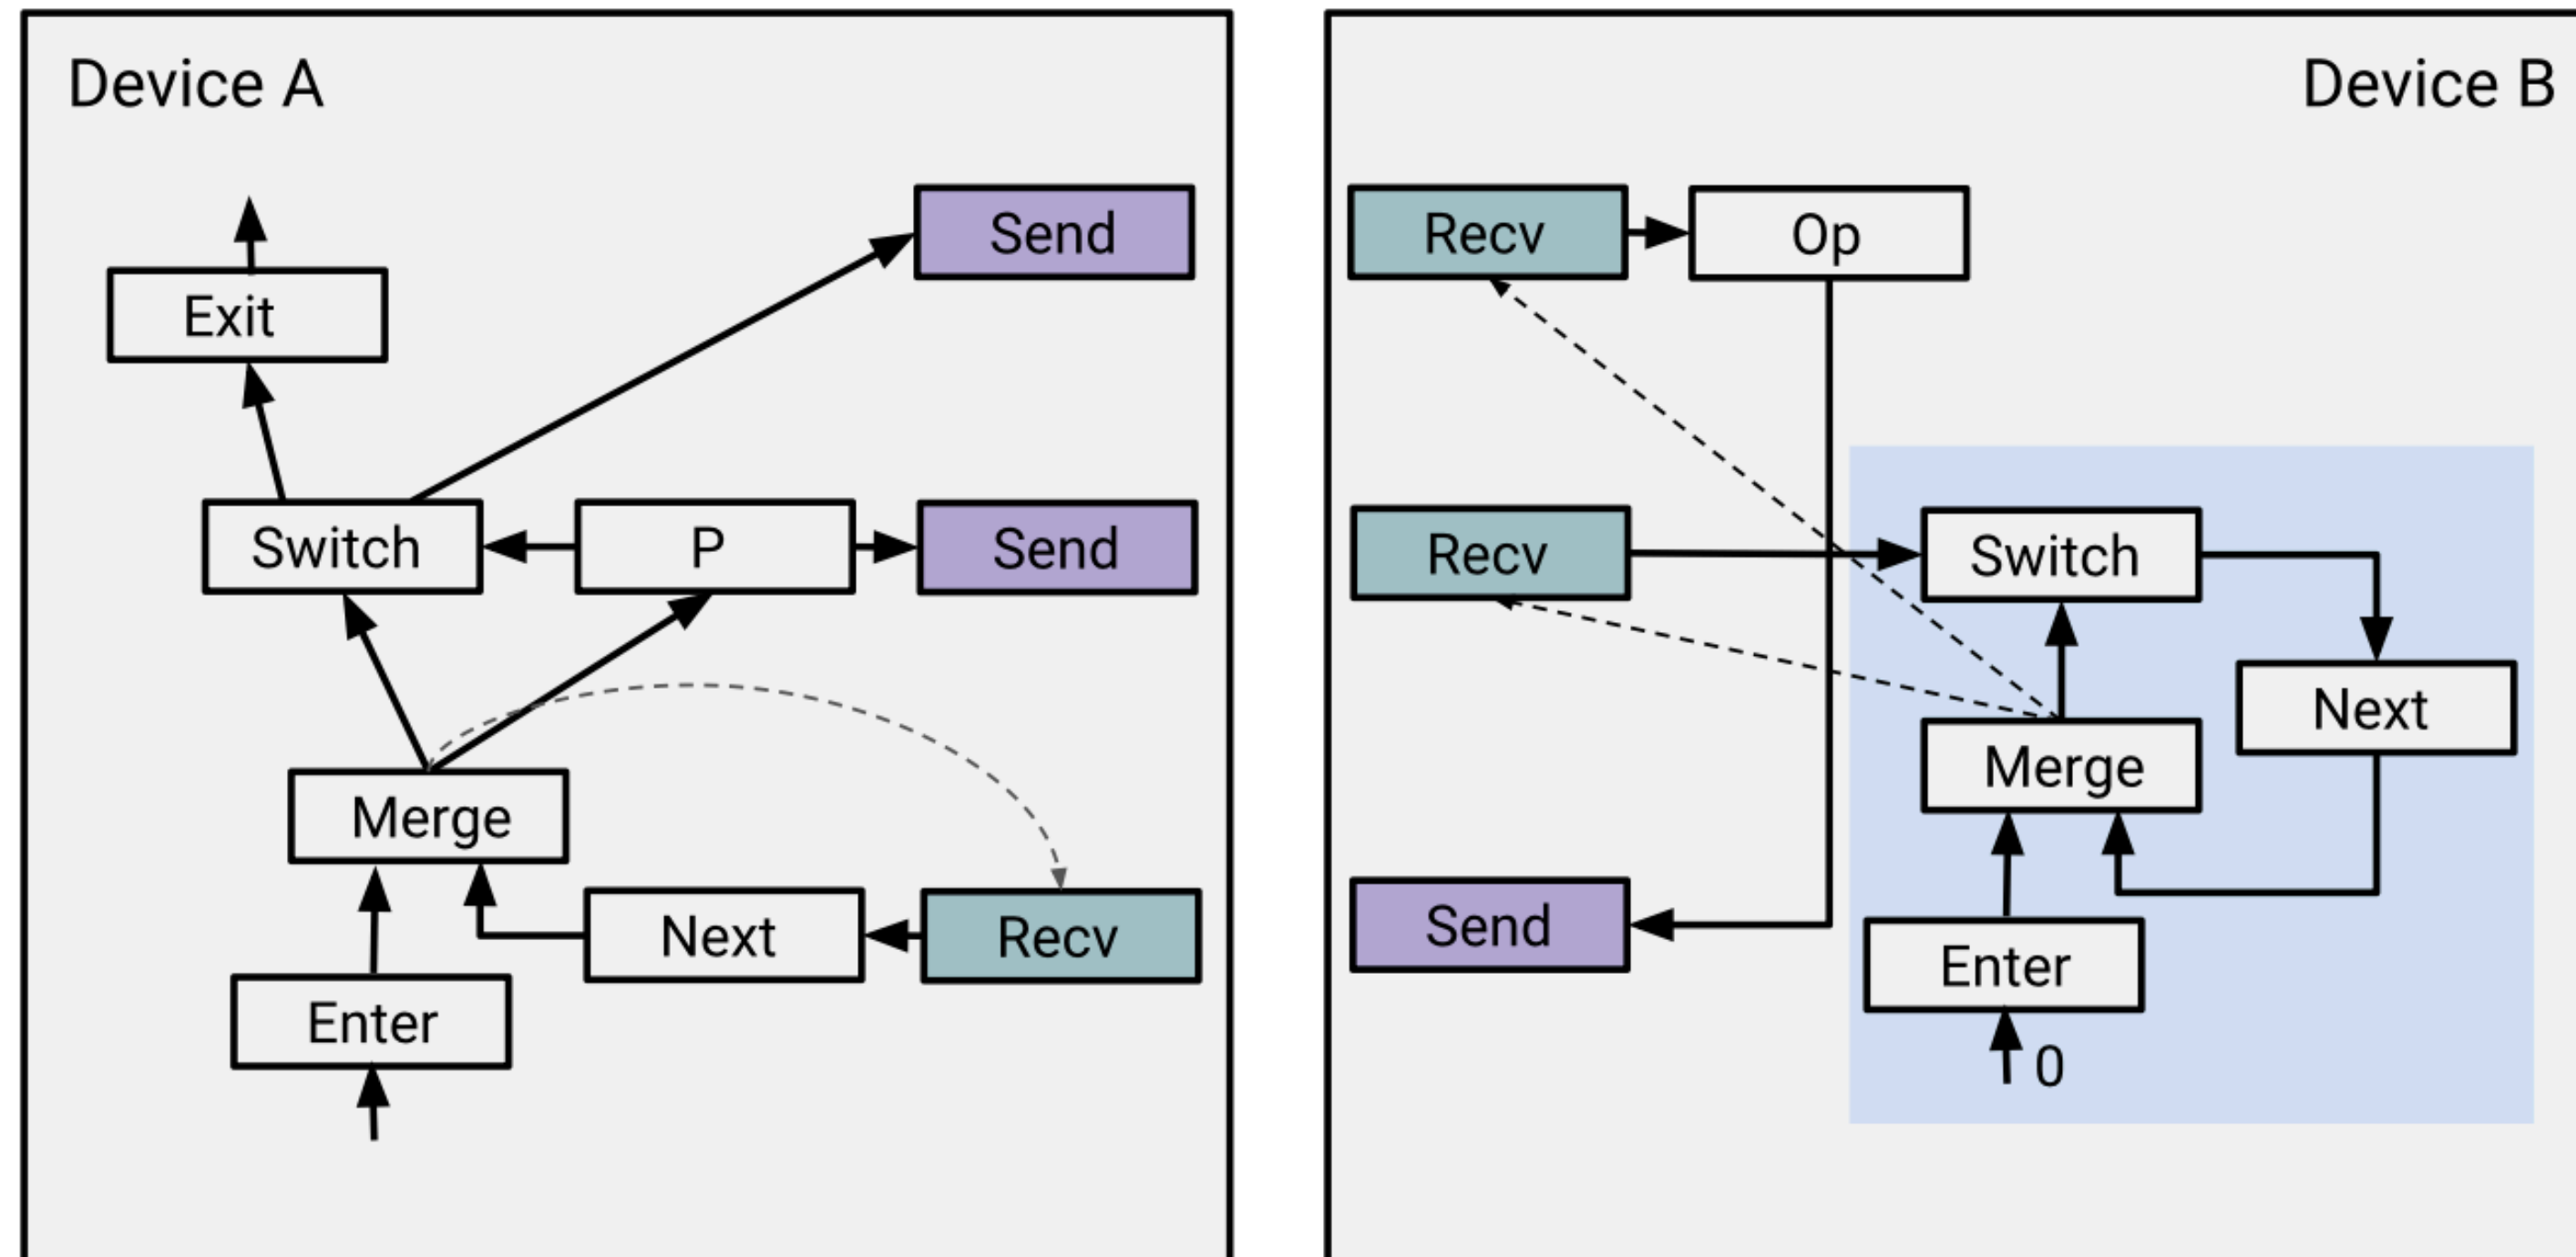 Device A
Send
Exit
Switch
P
Send
Merge
Next
Recv
Enter
Device B
Recv
Op
Recv
Switch
Next
Merge
Send
Enter
0